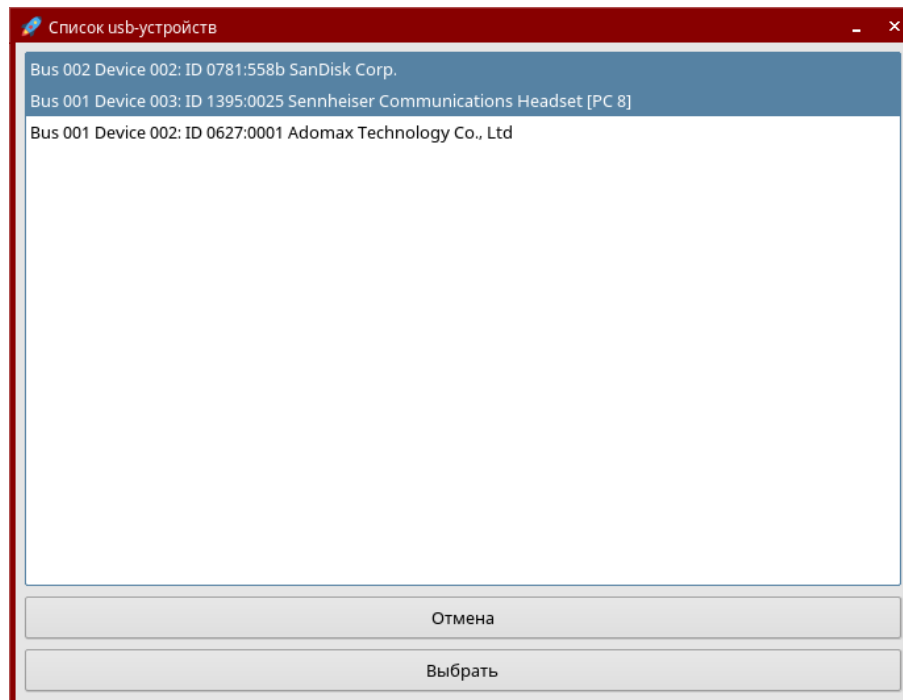 Список usb-устройств
Bus 002 Device 002: ID 0781:558b SanDisk Corp.
Bus 001 Device 003: ID 1395:0025 Sennheiser Communications Headset [PC 8]
Bus 001 Device 002: ID 0627:0001 Adomax Technology Co., Ltd
Отмена
Выбрать